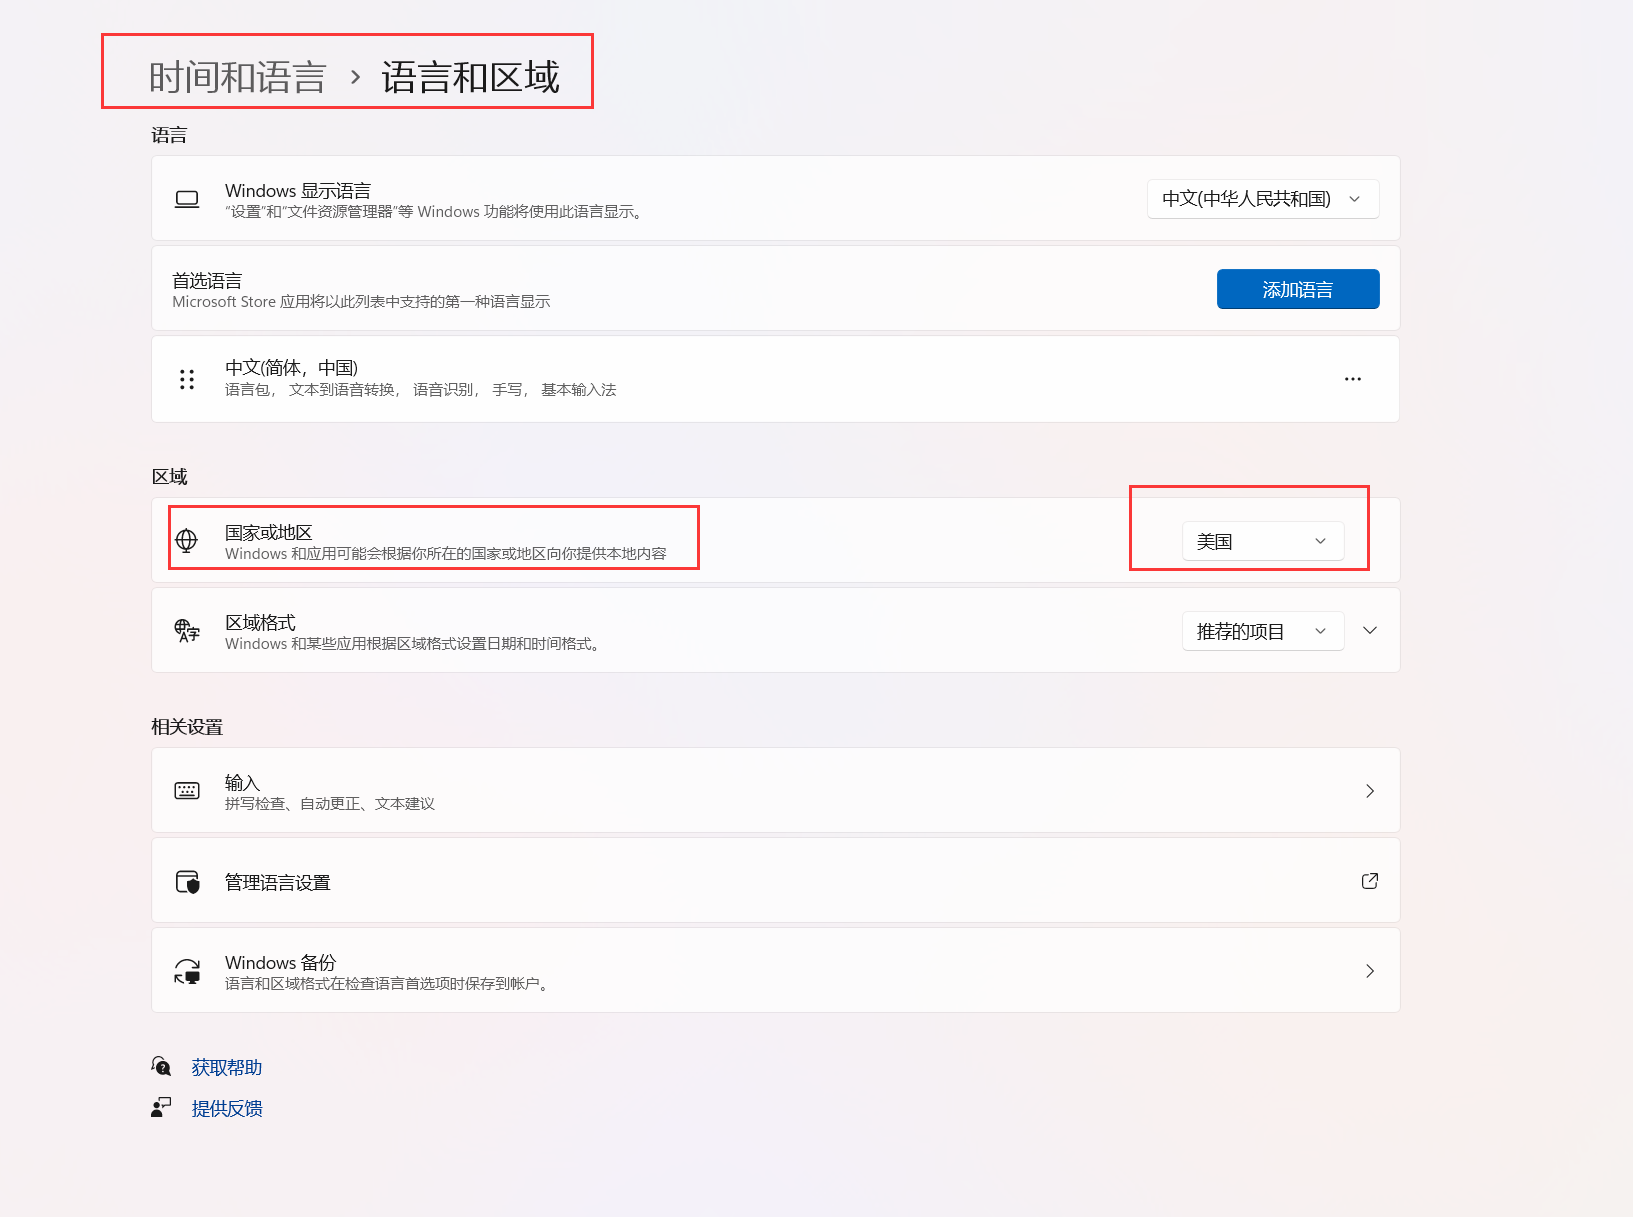 时间和语言 › 语言和区域
语言
Windows 显示语言
“设置”和“文件资源管理器”等 Windows 功能将使用此语言显示。
中文(中华人民共和国)
首选语言
Microsoft Store 应用将以此列表中支持的第一种语言显示
添加语言
中文(简体，中国)
语言包， 文本到语音转换， 语音识别， 手写， 基本输入法
区域
国家或地区
Windows 和应用可能会根据你所在的国家或地区向你提供本地内容
美国
区域格式
Windows 和某些应用根据区域格式设置日期和时间格式。
推荐的项目
相关设置
输入
拼写检查、自动更正、文本建议
管理语言设置
Windows 备份
语言和区域格式在检查语言首选项时保存到帐户。
获取帮助
提供反馈